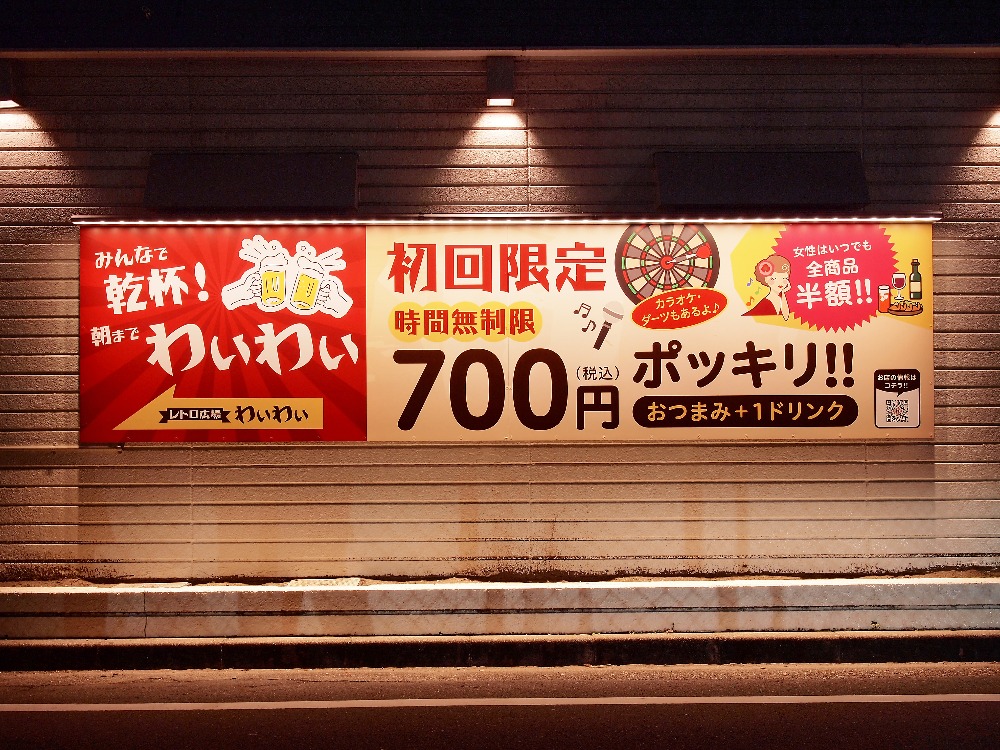 みんなで
乾杯!
朝まで
わぃわぃ
レトロ広場 わぃわぃ
初回限定
時間無制限
700円(税込)
ポッキリ!!
おつまみ+1ドリンク
カラオケ・
ダーツもあるよ♪
女性はいつでも
全商品
半額!!
お店の情報は
コチラ!!